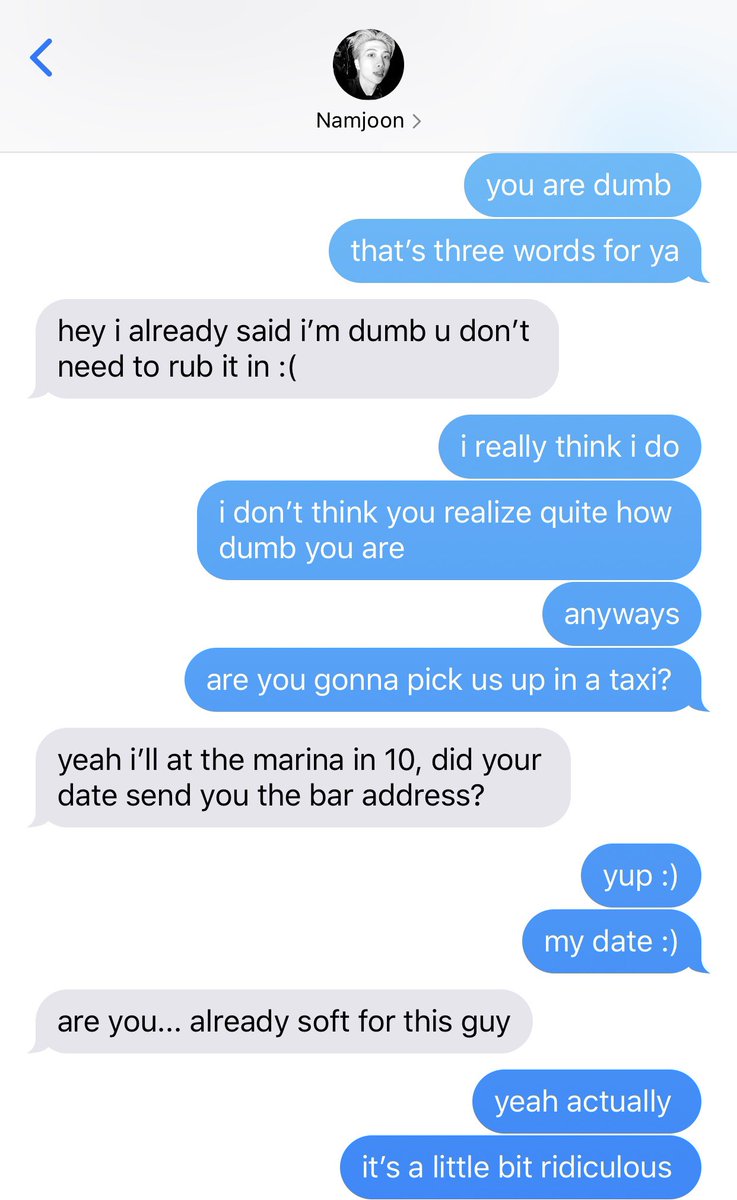 Namjoon
you are dumb
that’s three words for ya
hey i already said i’m dumb u don’t
need to rub it in :(
i really think i do
i don’t think you realize quite how
dumb you are
anyways
are you gonna pick us up in a taxi?
yeah i’ll at the marina in 10, did your
date send you the bar address?
yup :)
my date :)
are you... already soft for this guy
yeah actually
it’s a little bit ridiculous